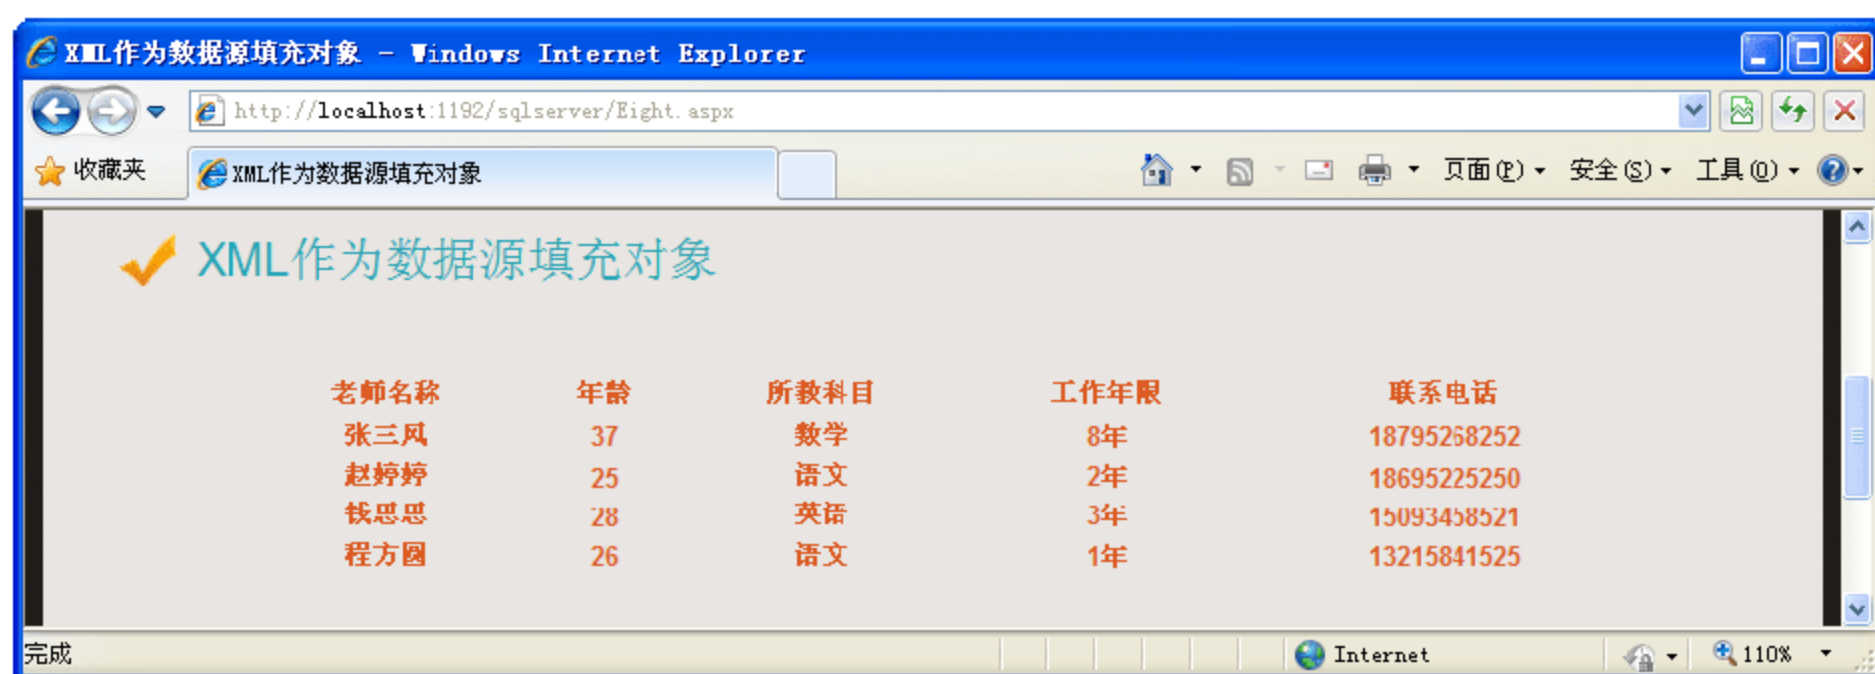 XML作为数据源填充对象 - Windows Internet Explorer
http://localhost:1192/sqlserver/Eight.aspx
收藏夹 XML作为数据源填充对象 页面(P) 安全(S) 工具(O)
XML作为数据源填充对象
老师名称 年龄 所教科目 工作年限 联系电话
张三风 37 数学 8年 18795268252
赵婷婷 25 语文 2年 18695225250
钱思思 28 英语 3年 15093458521
程方圆 26 语文 1年 13215841525
完成 Internet 110%